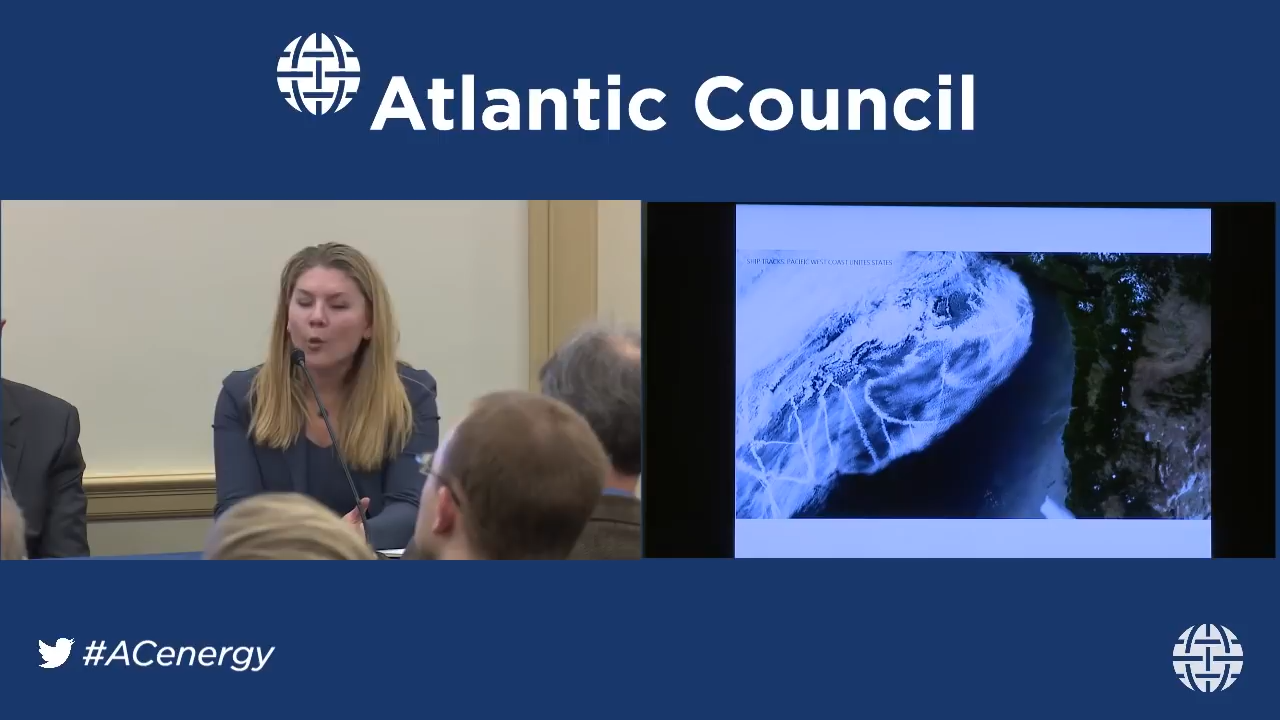 Atlantic Council
SHIP TRACKS, PACIFIC WEST COAST UNITED STATES
#ACenergy